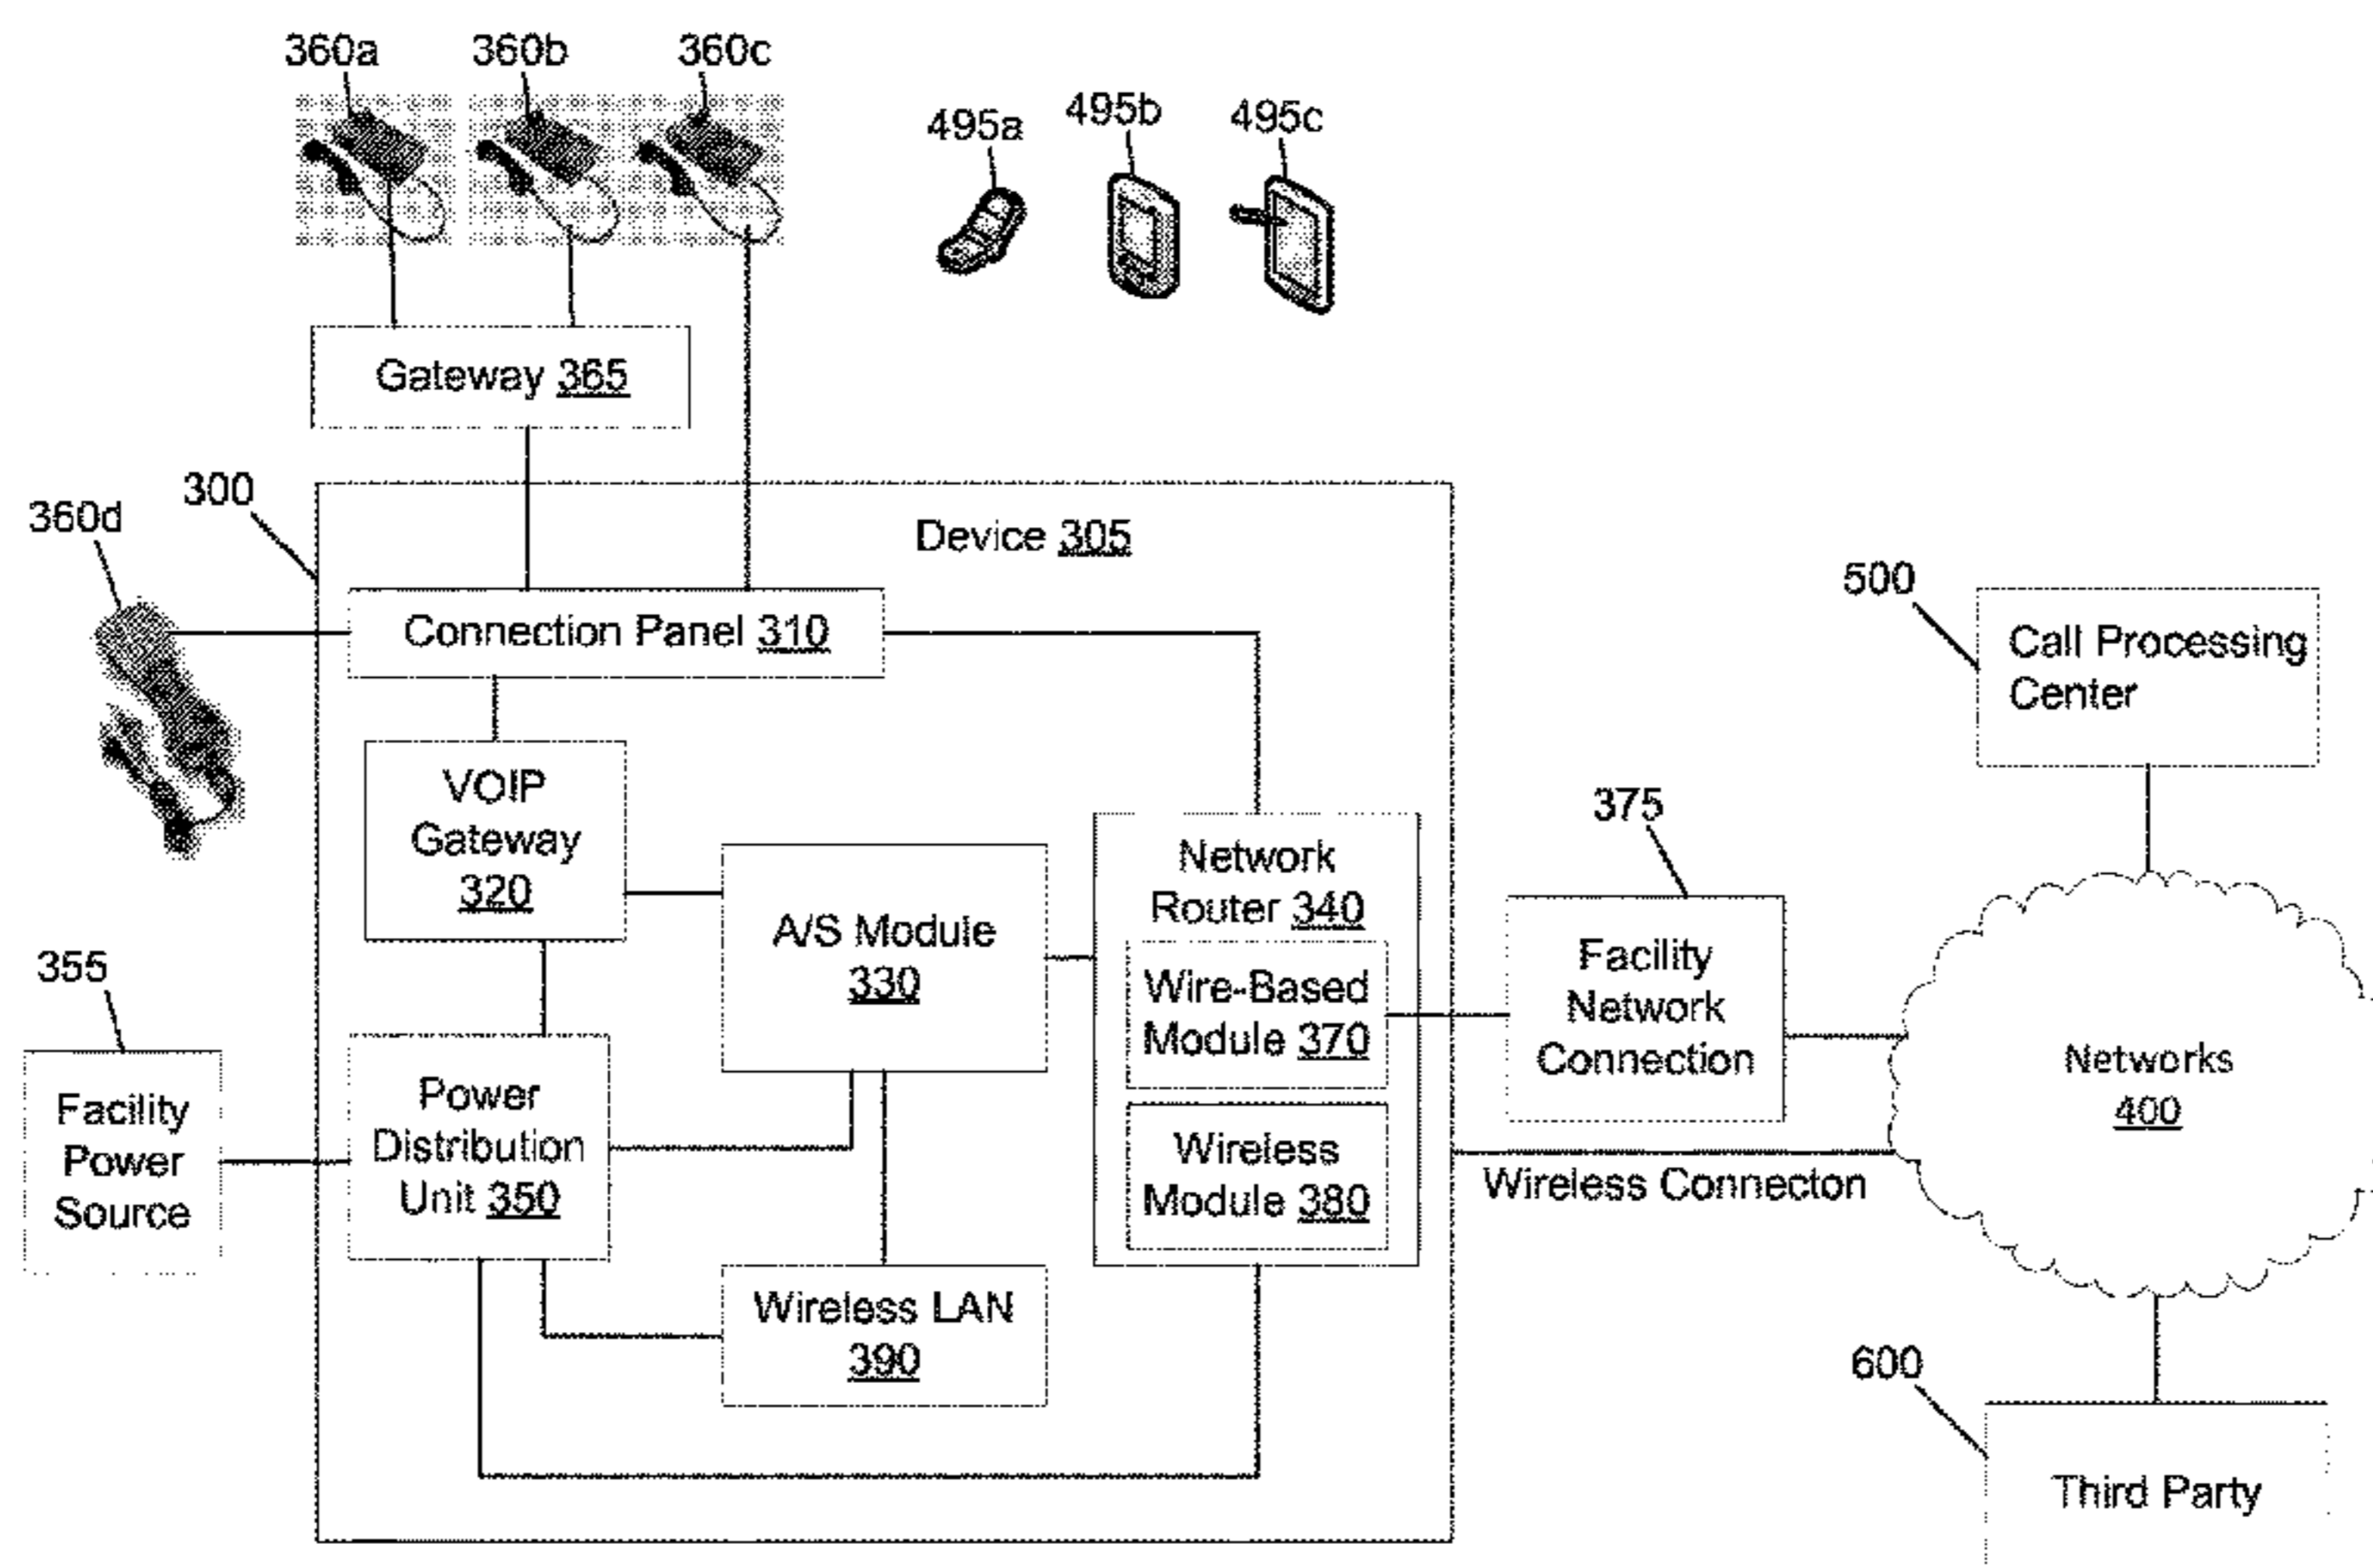 360a
360b
360c
495a
495b
495c
Gateway 365
300
360d
Device 305
Connection Panel 310
500
Call Processing
Center
VOIP
Gateway
320
375
Network
Router 340
A/S Module
330
355
Facility
Network
Connection
Wire-Based
Module 370
Networks
400
Facility
Power
Source
Power
Distribution
Unit 350
Wireless
Module 380
Wireless Connecton
Wireless LAN
390
600
Third Party